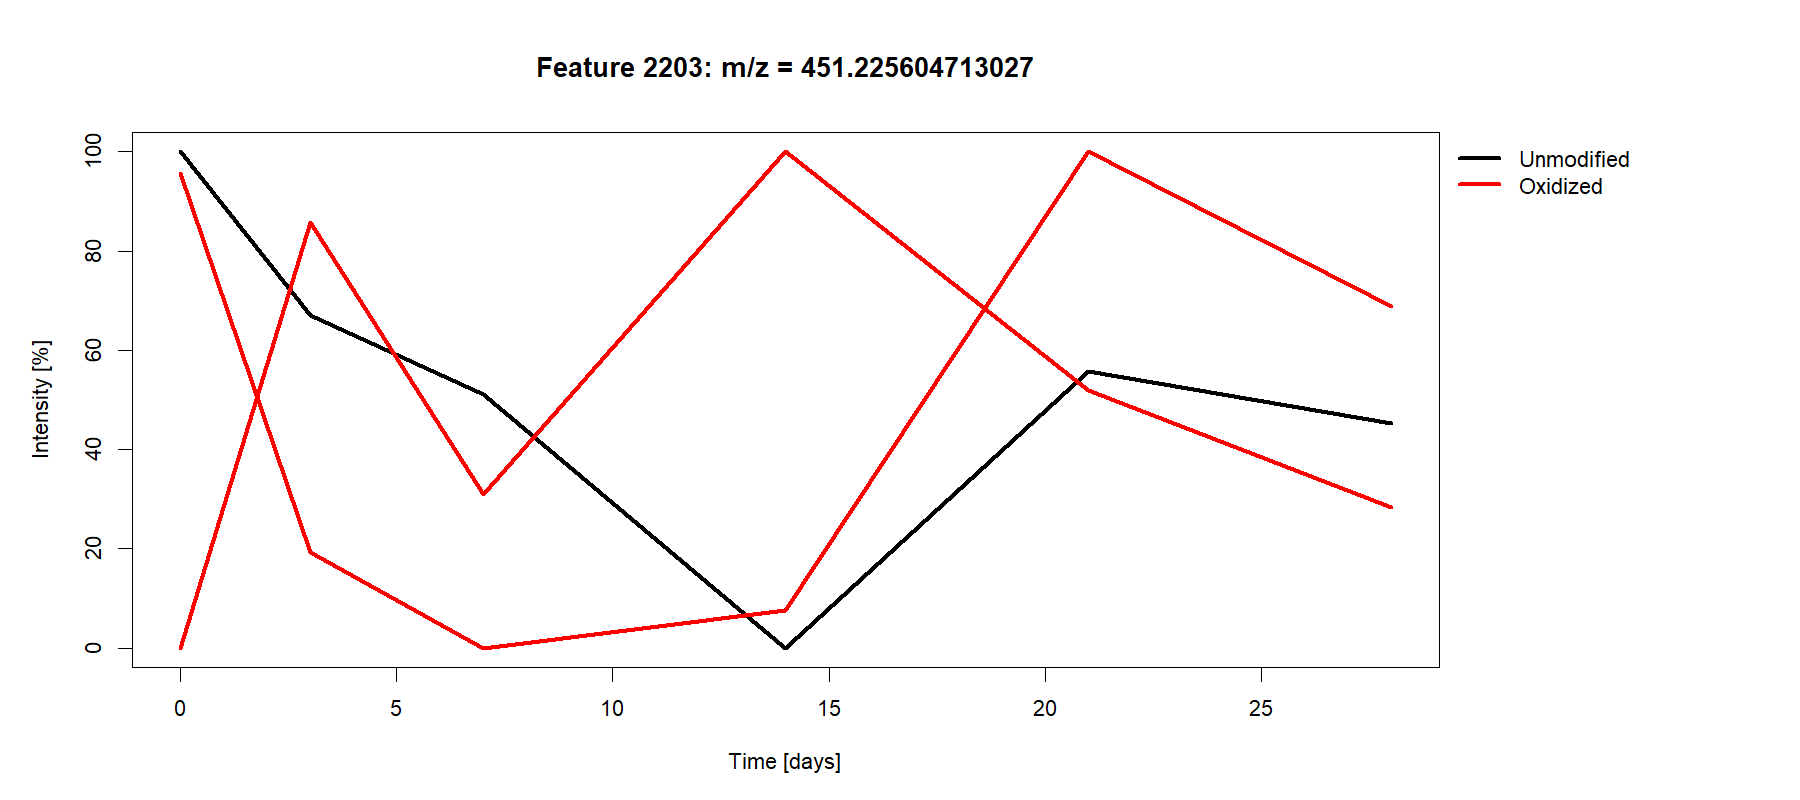 Feature 2203: m/z = 451.225604713027
Unmodified
Oxidized
100
80
60
40
20
0
Intensity [%]
0 5 10 15 20 25
Time [days]